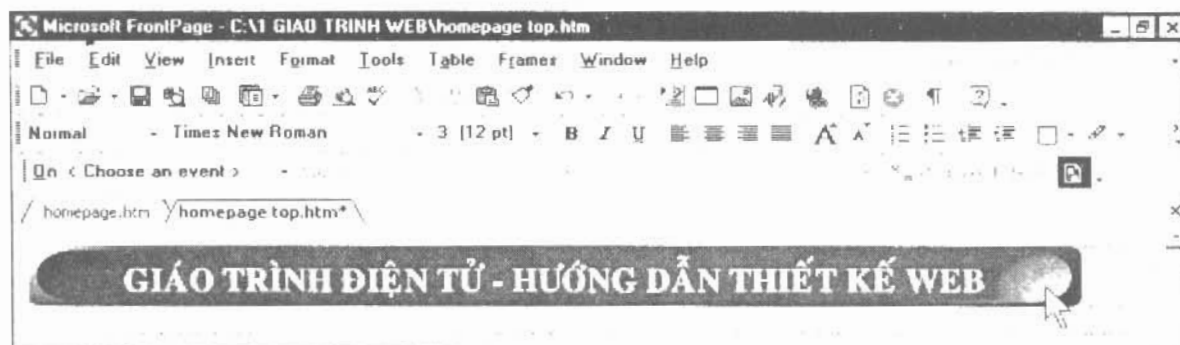 Microsoft FrontPage - C:\1 GIAO TRINH WEB\homepage top.htm
File Edit View Insert Format Tools Table Frames Window Help
Normal Times New Roman 3 (12 pt) B I U A A
On < Choose an event >
homepage.htm homepage top.htm*
GIÁO TRÌNH ĐIỆN TỬ - HƯỚNG DẪN THIẾT KẾ WEB